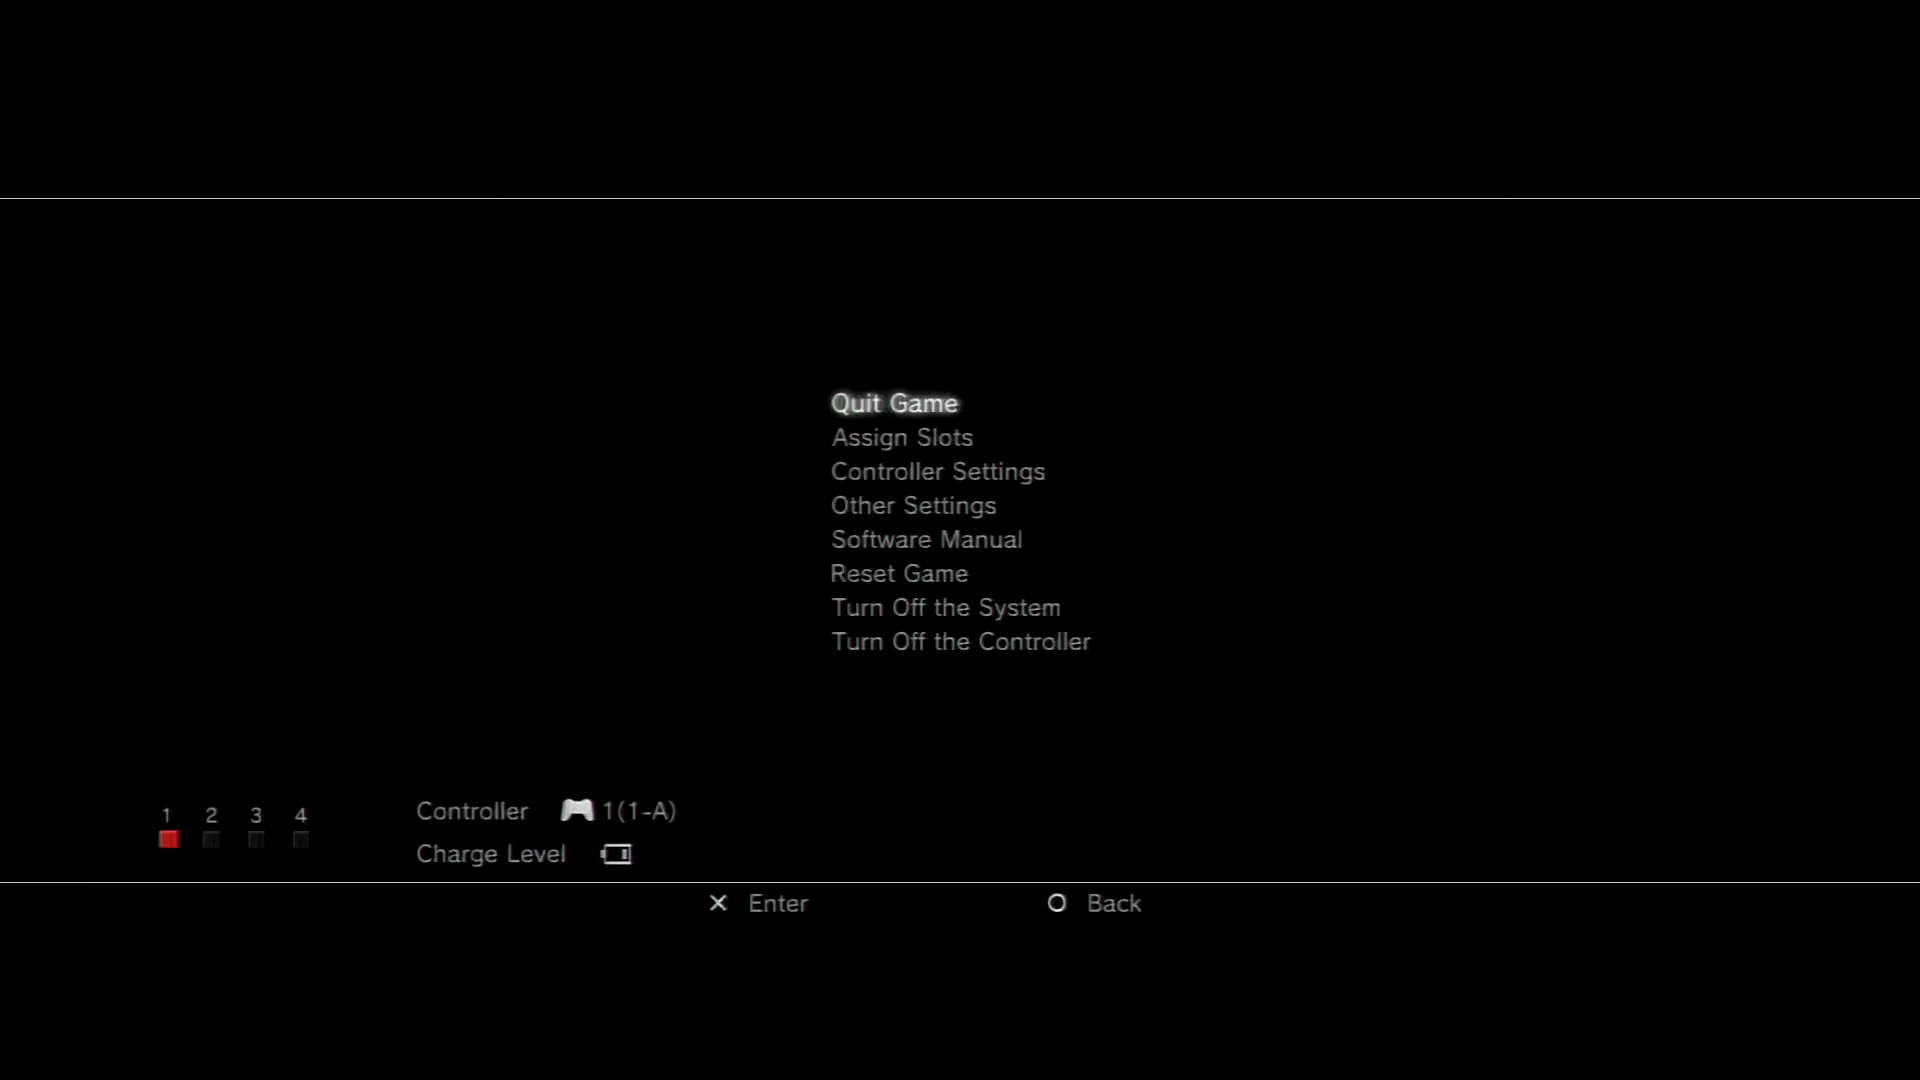 Quit Game
Assign Slots
Controller Settings
Other Settings
Software Manual
Reset Game
Turn Off the System
Turn Off the Controller
1 2 3 4
Controller 1(1-A)
Charge Level
Enter Back